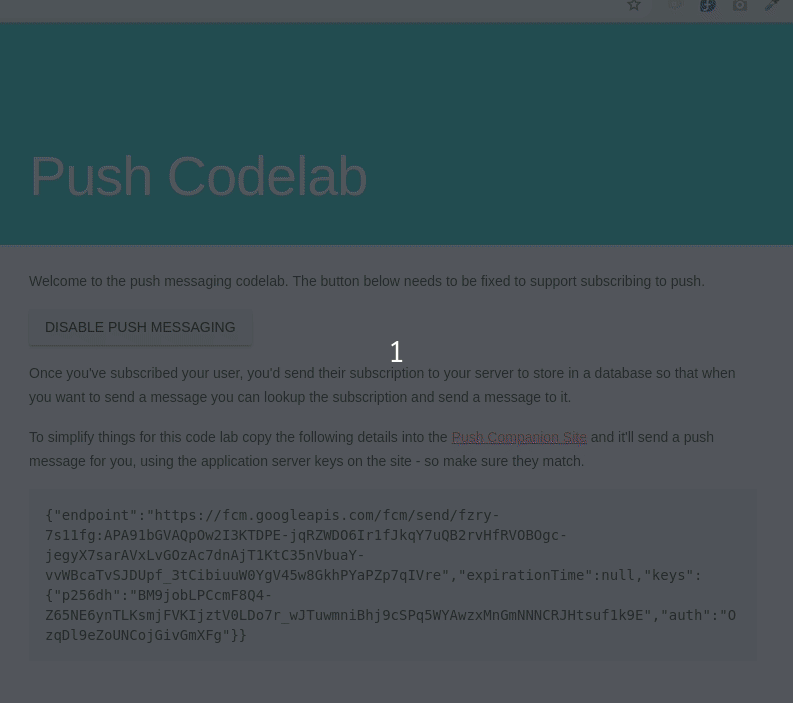 Push Codelab
Welcome to the push messaging codelab. The button below needs to be fixed to support subscribing to push.
DISABLE PUSH MESSAGING
1
Once you've subscribed your user, you'd send their subscription to your server to store in a database so that when
you want to send a message you can lookup the subscription and send a message to it.
To simplify things for this code lab copy the following details into the Push Companion Site and it'll send a push
message for you, using the application server keys on the site - so make sure they match.
{"endpoint":"https://fcm.googleapis.com/fcm/send/fzry-
7s11fg:APA91bGVAQpOw2I3KTDPE-jqRZWDO6Ir1fJkqY7uQB2rvHfRVOBOgc-
jegyX7sarAVxLvGOzAc7dnAjT1KtC35nVbuaY-
vvWBcaTvSJDUpf_3tCibiuuW0YgV45w8GkhPYaPZp7qIVre","expirationTime":null,"keys":
{"p256dh":"BM9jobLPCcmF8Q4-
Z65NE6ynTLKsmjFVKIjztV0LDo7r_wJTuwmniBhj9cSPq5WYAwzxMnGmNNNCRJHtsuf1k9E","auth":"O
zqDl9eZoUNCojGivGmXFg"}}